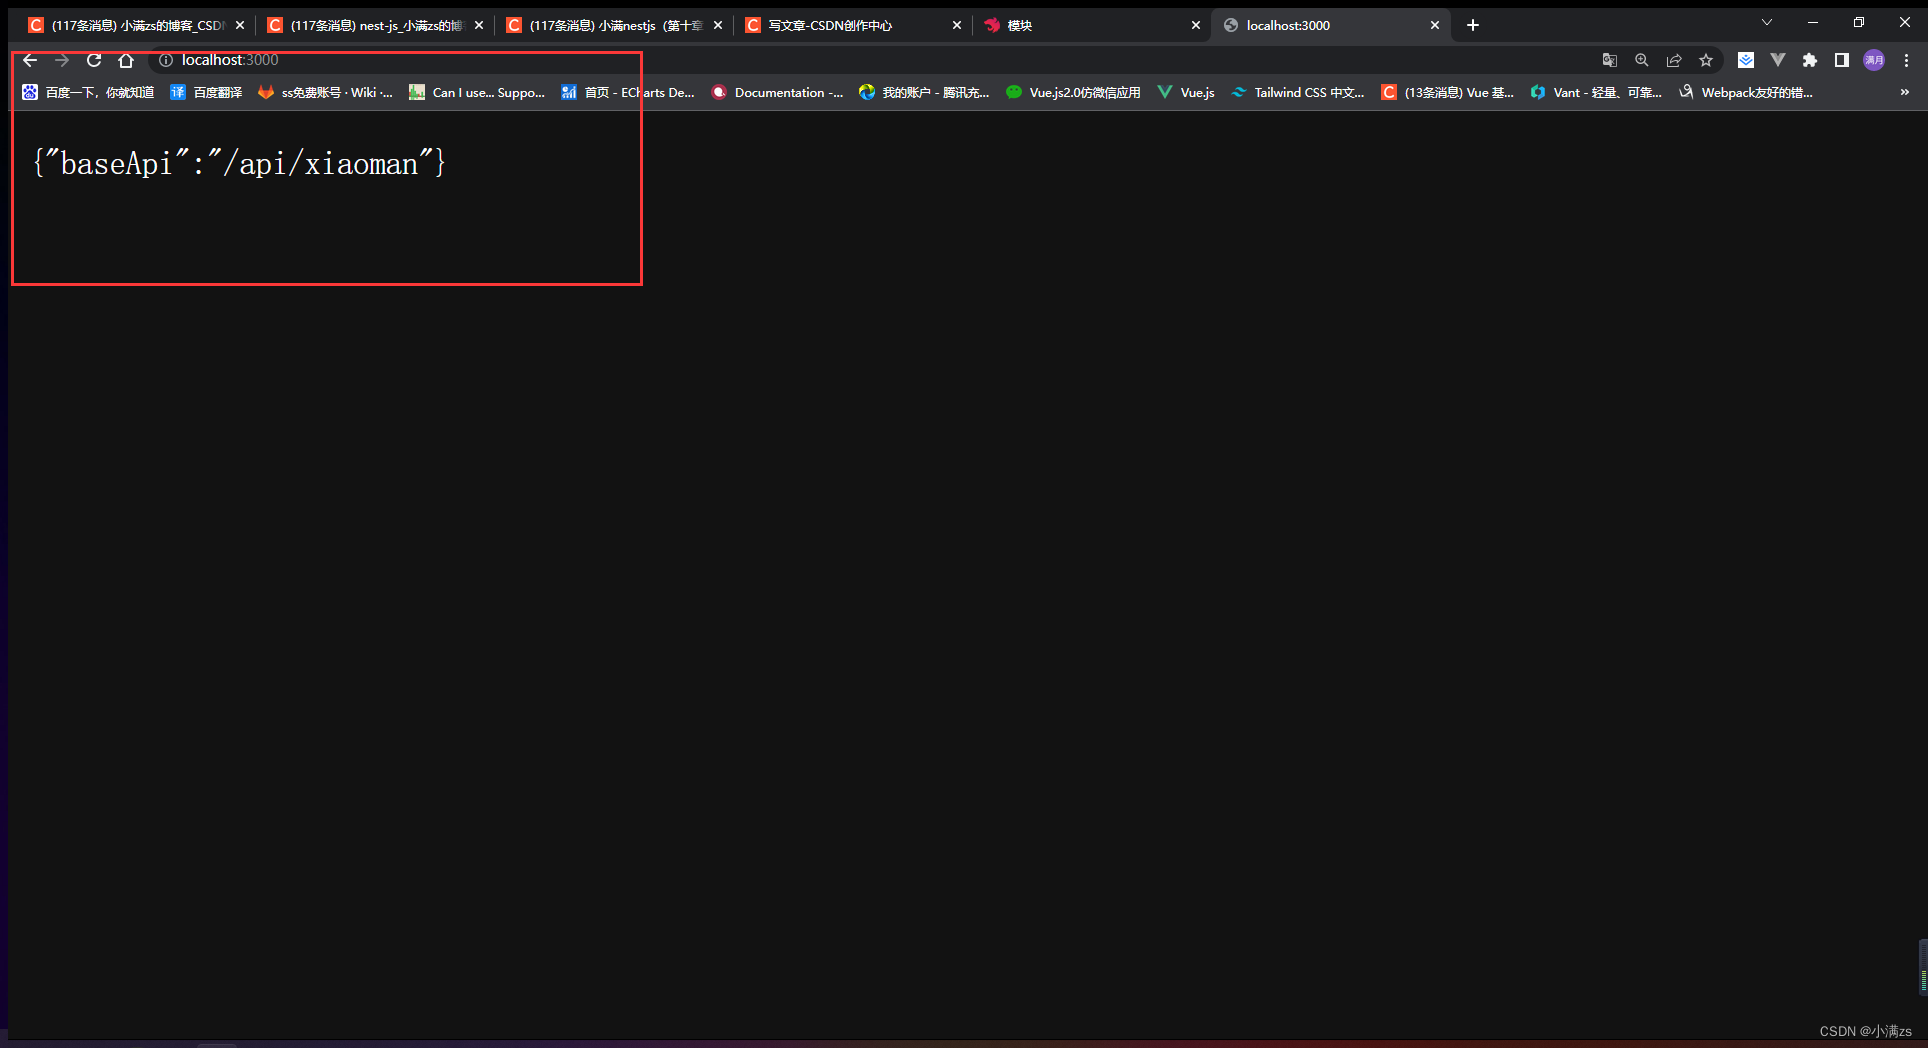 (117条消息) 小满zs的博客_CSDN
(117条消息) nest-js_小满zs的博
(117条消息) 小满nestjs（第十章
写文章-CSDN创作中心
模块
localhost:3000
localhost:3000
满月
百度一下，你就知道
译 百度翻译
ss免费账号 · Wiki ·...
Can I use... Suppo...
首页 - ECharts De...
Documentation -...
我的账户 - 腾讯充...
Vue.js2.0仿微信应用
Vue.js
Tailwind CSS 中文...
(13条消息) Vue 基...
Vant - 轻量、可靠...
Webpack友好的错...
{"baseApi":"/api/xiaoman"}
CSDN @小满zs